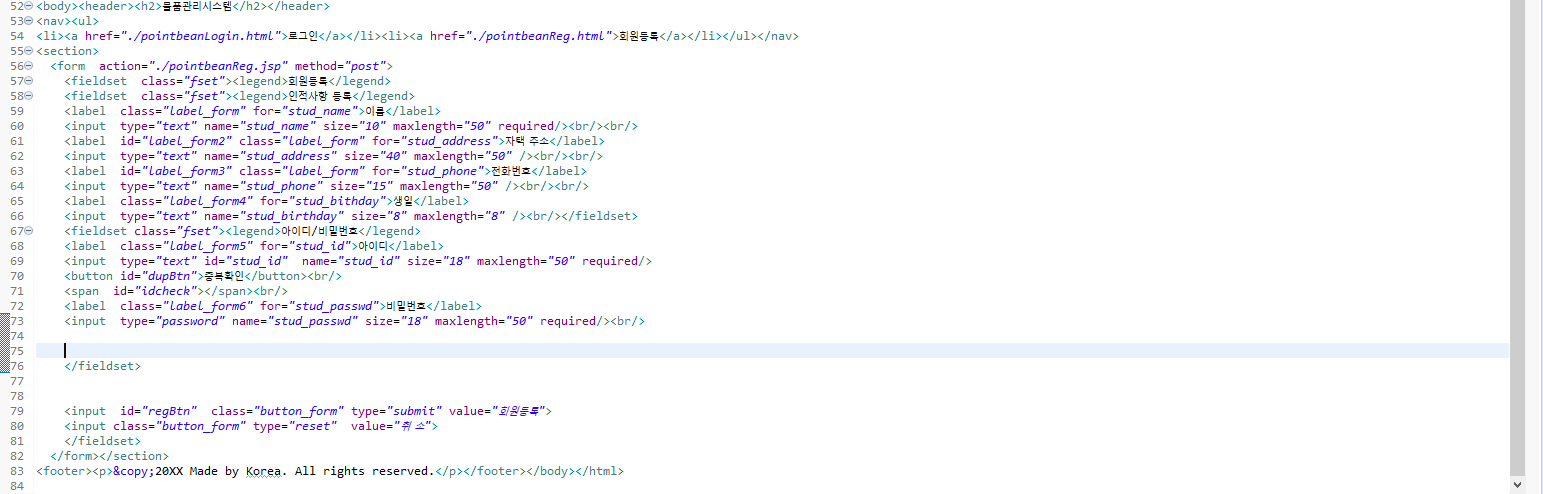 52 <body><header><h2>물품관리시스템</h2></header>
53 <nav><ul>
54 <li><a href="./pointbeanLogin.html">로그인</a></li><li><a href="./pointbeanReg.html">회원등록</a></li></ul></nav>
55 <section>
56 <form  action="./pointbeanReg.jsp" method="post">
57 <fieldset  class="fset"><legend>회원등록</legend>
58 <fieldset  class="fset"><legend>인적사항 등록</legend>
59 <label  class="label_form" for="stud_name">이름</label>
60 <input  type="text" name="stud_name" size="10" maxlength="50" required/><br/><br/>
61 <label  id="label_form2" class="label_form" for="stud_address">자택 주소</label>
62 <input  type="text" name="stud_address" size="40" maxlength="50" /><br/><br/>
63 <label  id="label_form3" class="label_form" for="stud_phone">전화번호</label>
64 <input  type="text" name="stud_phone" size="15" maxlength="50" /><br/><br/>
65 <label  class="label_form4" for="stud_bithday">생일</label>
66 <input  type="text" name="stud_birthday" size="8" maxlength="8" /><br/></fieldset>
67 <fieldset class="fset"><legend>아이디/비밀번호</legend>
68 <label  class="label_form5" for="stud_id">아이디</label>
69 <input  type="text" id="stud_id"  name="stud_id" size="18" maxlength="50" required/>
70 <button id="dupBtn">중복확인</button><br/>
71 <span  id="idcheck"></span><br/>
72 <label  class="label_form6" for="stud_passwd">비밀번호</label>
73 <input  type="password" name="stud_passwd" size="18" maxlength="50" required/><br/>
74
75
76 </fieldset>
77
78
79 <input  id="regBtn"  class="button_form" type="submit" value="회원등록">
80 <input class="button_form" type="reset"  value="취 소">
81 </fieldset>
82 </form></section>
83 <footer><p>&copy;20XX Made by Korea. All rights reserved.</p></footer></body></html>
84